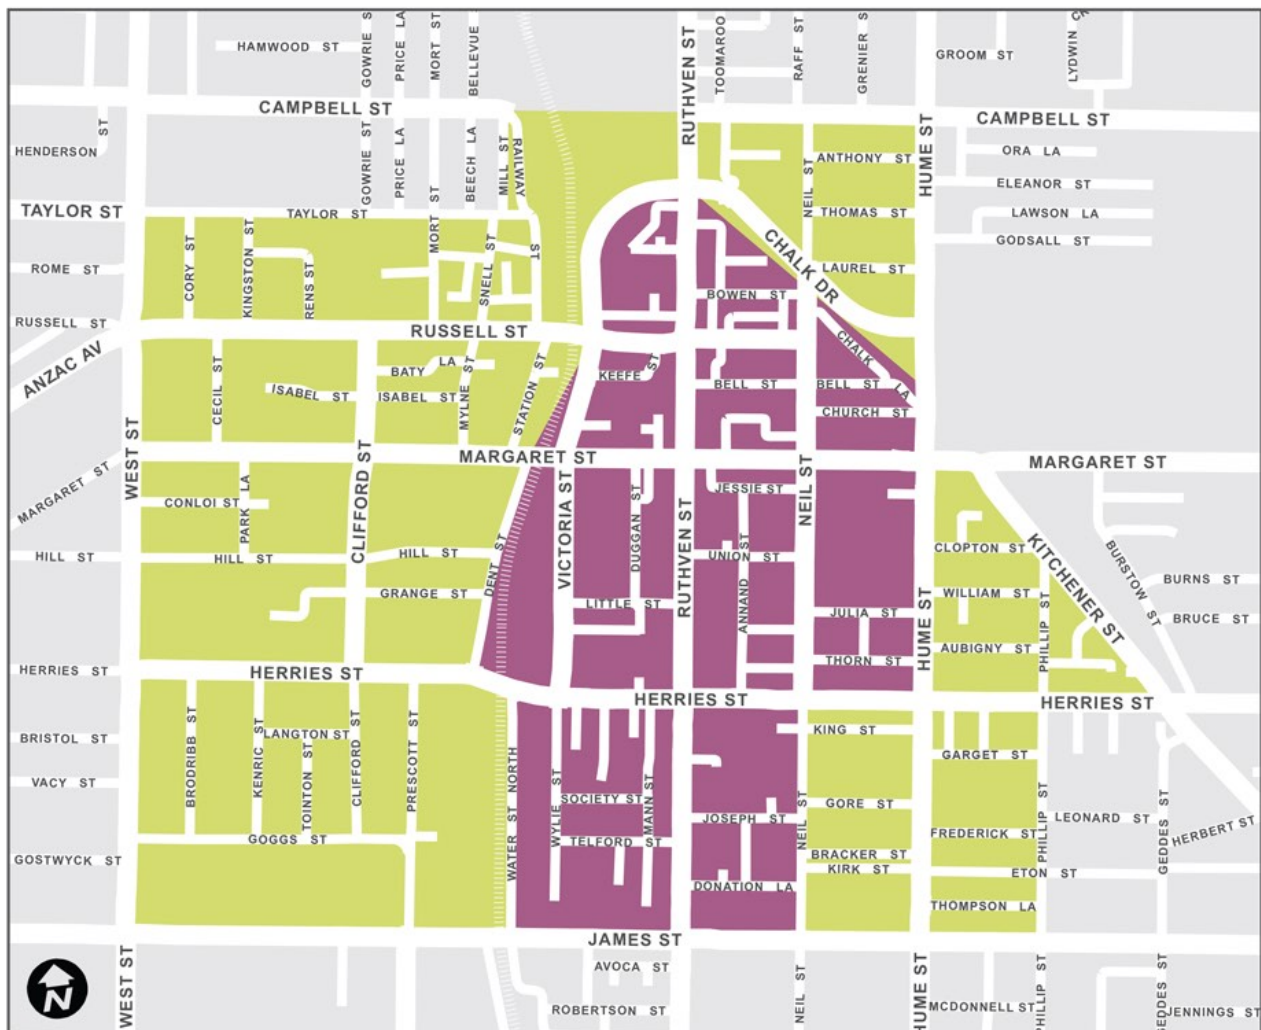 HAMWOOD ST
GOWRIE S
PRICE LA
MORT ST
BELLEVUE
RUTHVEN ST
TOOMAROO
RAFF ST
GRENIER S
GROOM ST
LYDWIN CR
CAMPBELL ST
CAMPBELL ST
HENDERSON ST
GOWRIE ST
PRICE LA
MORT ST
BEECH LA
MILL ST
RAILWAY ST
ANTHONY ST
NEIL ST
HUME ST
ORA LA
ELEANOR ST
LAWSON LA
GODSALL ST
TAYLOR ST
TAYLOR ST
THOMAS ST
CHALK DR
LAUREL ST
ROME ST
CORY ST
KINGSTON ST
RENS ST
SNELL ST
BOWEN ST
RUSSELL ST
RUSSELL ST
ANZAC AV
CHALK LA
CECIL ST
BATY LA
ISABEL ST
ISABEL ST
MYLNE ST
STATION ST
KEEFE ST
BELL ST
BELL ST
CHURCH ST
WEST ST
CLIFFORD ST
MARGARET ST
MARGARET ST
MARGARET ST
CONLOI ST
PARK LA
VICTORIA ST
DUGGAN ST
RUTHVEN ST
JESSIE ST
NEIL ST
HILL ST
HILL ST
HILL ST
DENT ST
UNION ST
ANNAND ST
CLOPTON ST
KITCHENER ST
BURSTOW ST
BURNS ST
GRANGE ST
LITTLE ST
JULIA ST
HUME ST
WILLIAM ST
PHILLIP ST
BRUCE ST
THORN ST
AUBIGNY ST
HERRIES ST
HERRIES ST
HERRIES ST
HERRIES ST
BRISTOL ST
BRODRIBB ST
KENRIC ST
LANGTON ST
TOINTON ST
CLIFFORD ST
PRESCOTT ST
WATER ST NORTH
WYLIE ST
SOCIETY ST
MANN ST
KING ST
GARGET ST
VACY ST
GORE ST
NEIL ST
JOSEPH ST
PHILLIP ST
LEONARD ST
GEDDES ST
HERBERT ST
GOGGS ST
TELFORD ST
FREDERICK ST
GOSTWYCK ST
BRACKER ST
KIRK ST
ETON ST
DONATION LA
THOMPSON LA
JAMES ST
WEST ST
AVOCA ST
NEIL ST
HUME ST
PHILLIP ST
EDDES ST
ROBERTSON ST
MCDONNELL ST
JENNINGS ST
N